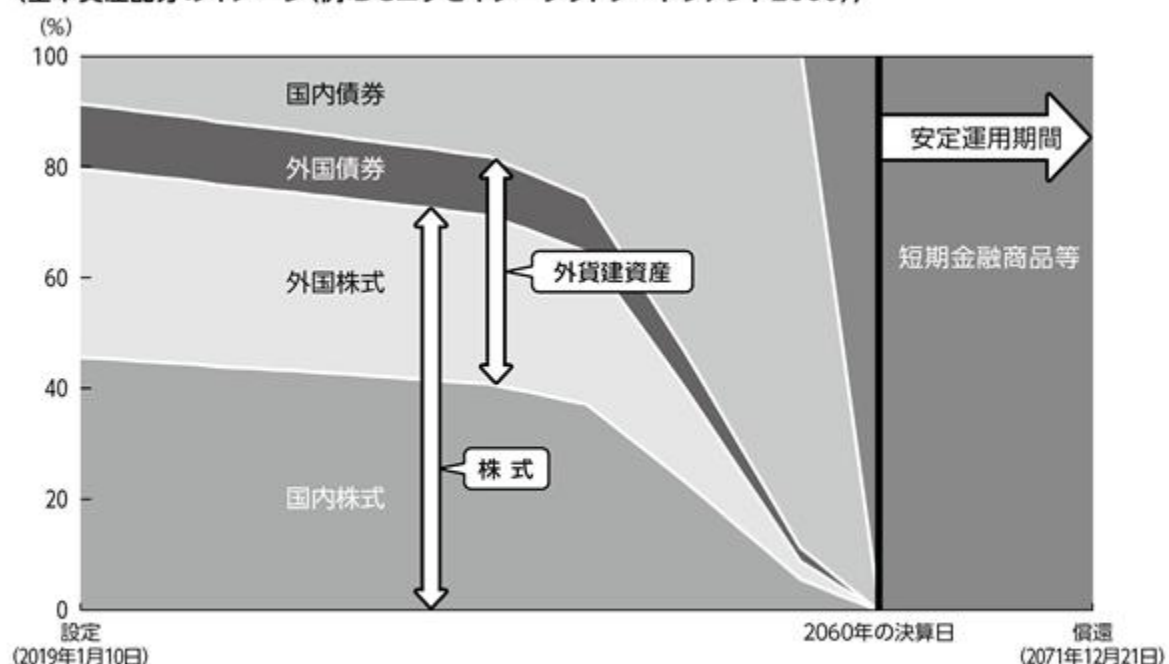 (%)
100
80
60
40
20
0
国内債券
外国債券
外国株式
国内株式
外貨建資産
株 式
安定運用期間
短期金融商品等
設定
(2019年1月10日)
2060年の決算日
償還
(2071年12月21日)